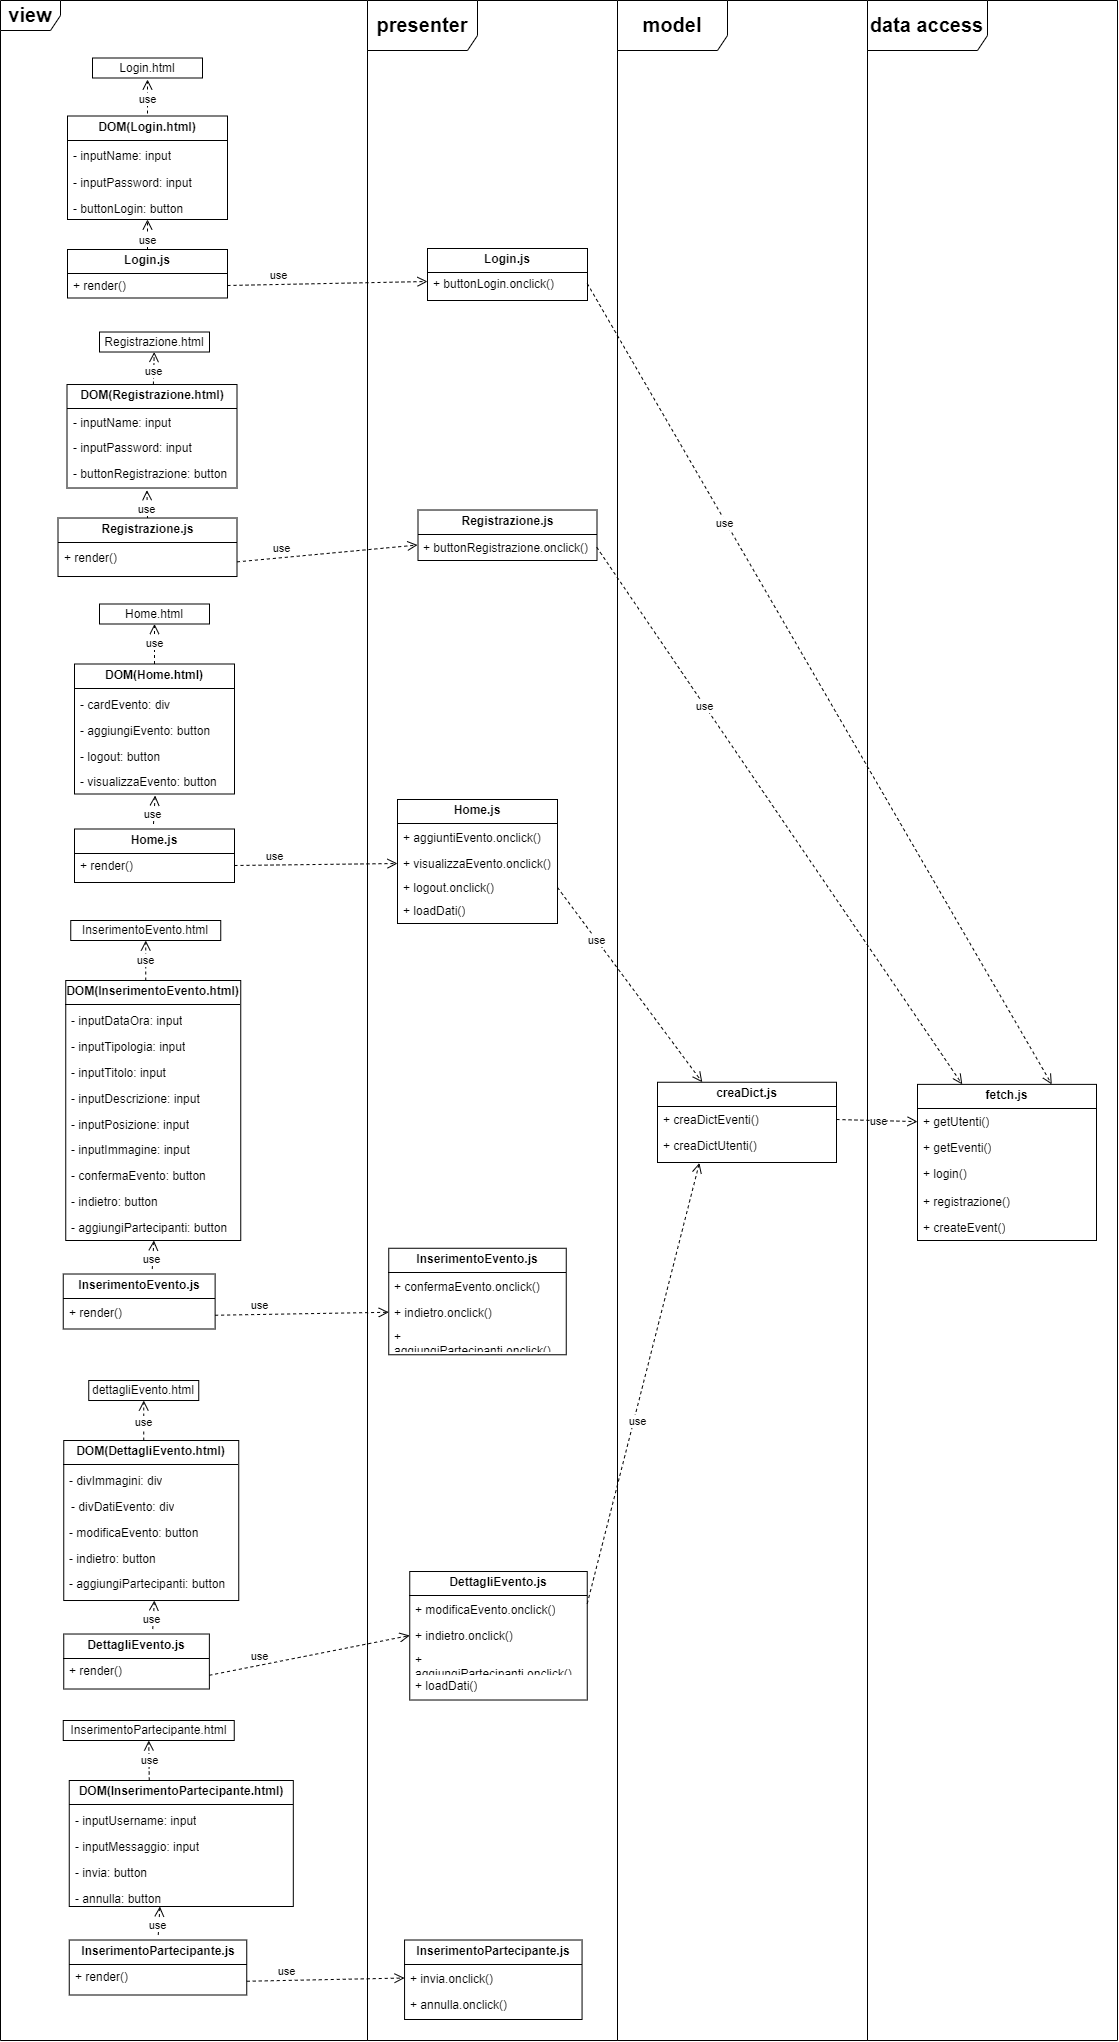 view
presenter
model
data access
Login.html
use
DOM(Login.html)
- inputName: input
- inputPassword: input
- buttonLogin: button
use
Login.js
+ render()
use
Login.js
+ buttonLogin.onclick()
use
Registrazione.html
use
DOM(Registrazione.html)
- inputName: input
- inputPassword: input
- buttonRegistrazione: button
use
Registrazione.js
+ render()
use
Registrazione.js
+ buttonRegistrazione.onclick()
use
Home.html
use
DOM(Home.html)
- cardEvento: div
- aggiungiEvento: button
- logout: button
- visualizzaEvento: button
use
Home.js
+ render()
use
Home.js
+ aggiuntiEvento.onclick()
+ visualizzaEvento.onclick()
+ logout.onclick()
+ loadDati()
use
InserimentoEvento.html
use
DOM(InserimentoEvento.html)
- inputDataOra: input
- inputTipologia: input
- inputTitolo: input
- inputDescrizione: input
- inputPosizione: input
- inputImmagine: input
- confermaEvento: button
- indietro: button
- aggiungiPartecipanti: button
use
InserimentoEvento.js
+ render()
use
InserimentoEvento.js
+ confermaEvento.onclick()
+ indietro.onclick()
+
aggiungiPartecipanti.onclick()
creaDict.js
+ creaDictEventi()
+ creaDictUtenti()
use
fetch.js
+ getUtenti()
+ getEventi()
+ login()
+ registrazione()
+ createEvent()
dettagliEvento.html
use
DOM(DettagliEvento.html)
- divImmagini: div
- divDatiEvento: div
- modificaEvento: button
- indietro: button
- aggiungiPartecipanti: button
use
DettagliEvento.js
+ render()
use
DettagliEvento.js
+ modificaEvento.onclick()
+ indietro.onclick()
+
aggiungiPartecipanti.onclick()
+ loadDati()
use
InserimentoPartecipante.html
use
DOM(InserimentoPartecipante.html)
- inputUsername: input
- inputMessaggio: input
- invia: button
- annulla: button
use
InserimentoPartecipante.js
+ render()
use
InserimentoPartecipante.js
+ invia.onclick()
+ annulla.onclick()